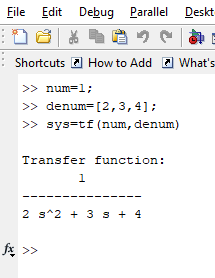 File Edit Debug Parallel Deskt
Shortcuts How to Add What's
>> num=1;
>> denum=[2,3,4];
>> sys=tf(num,denum)
Transfer function:
1
---------------
2 s^2 + 3 s + 4
fx >>